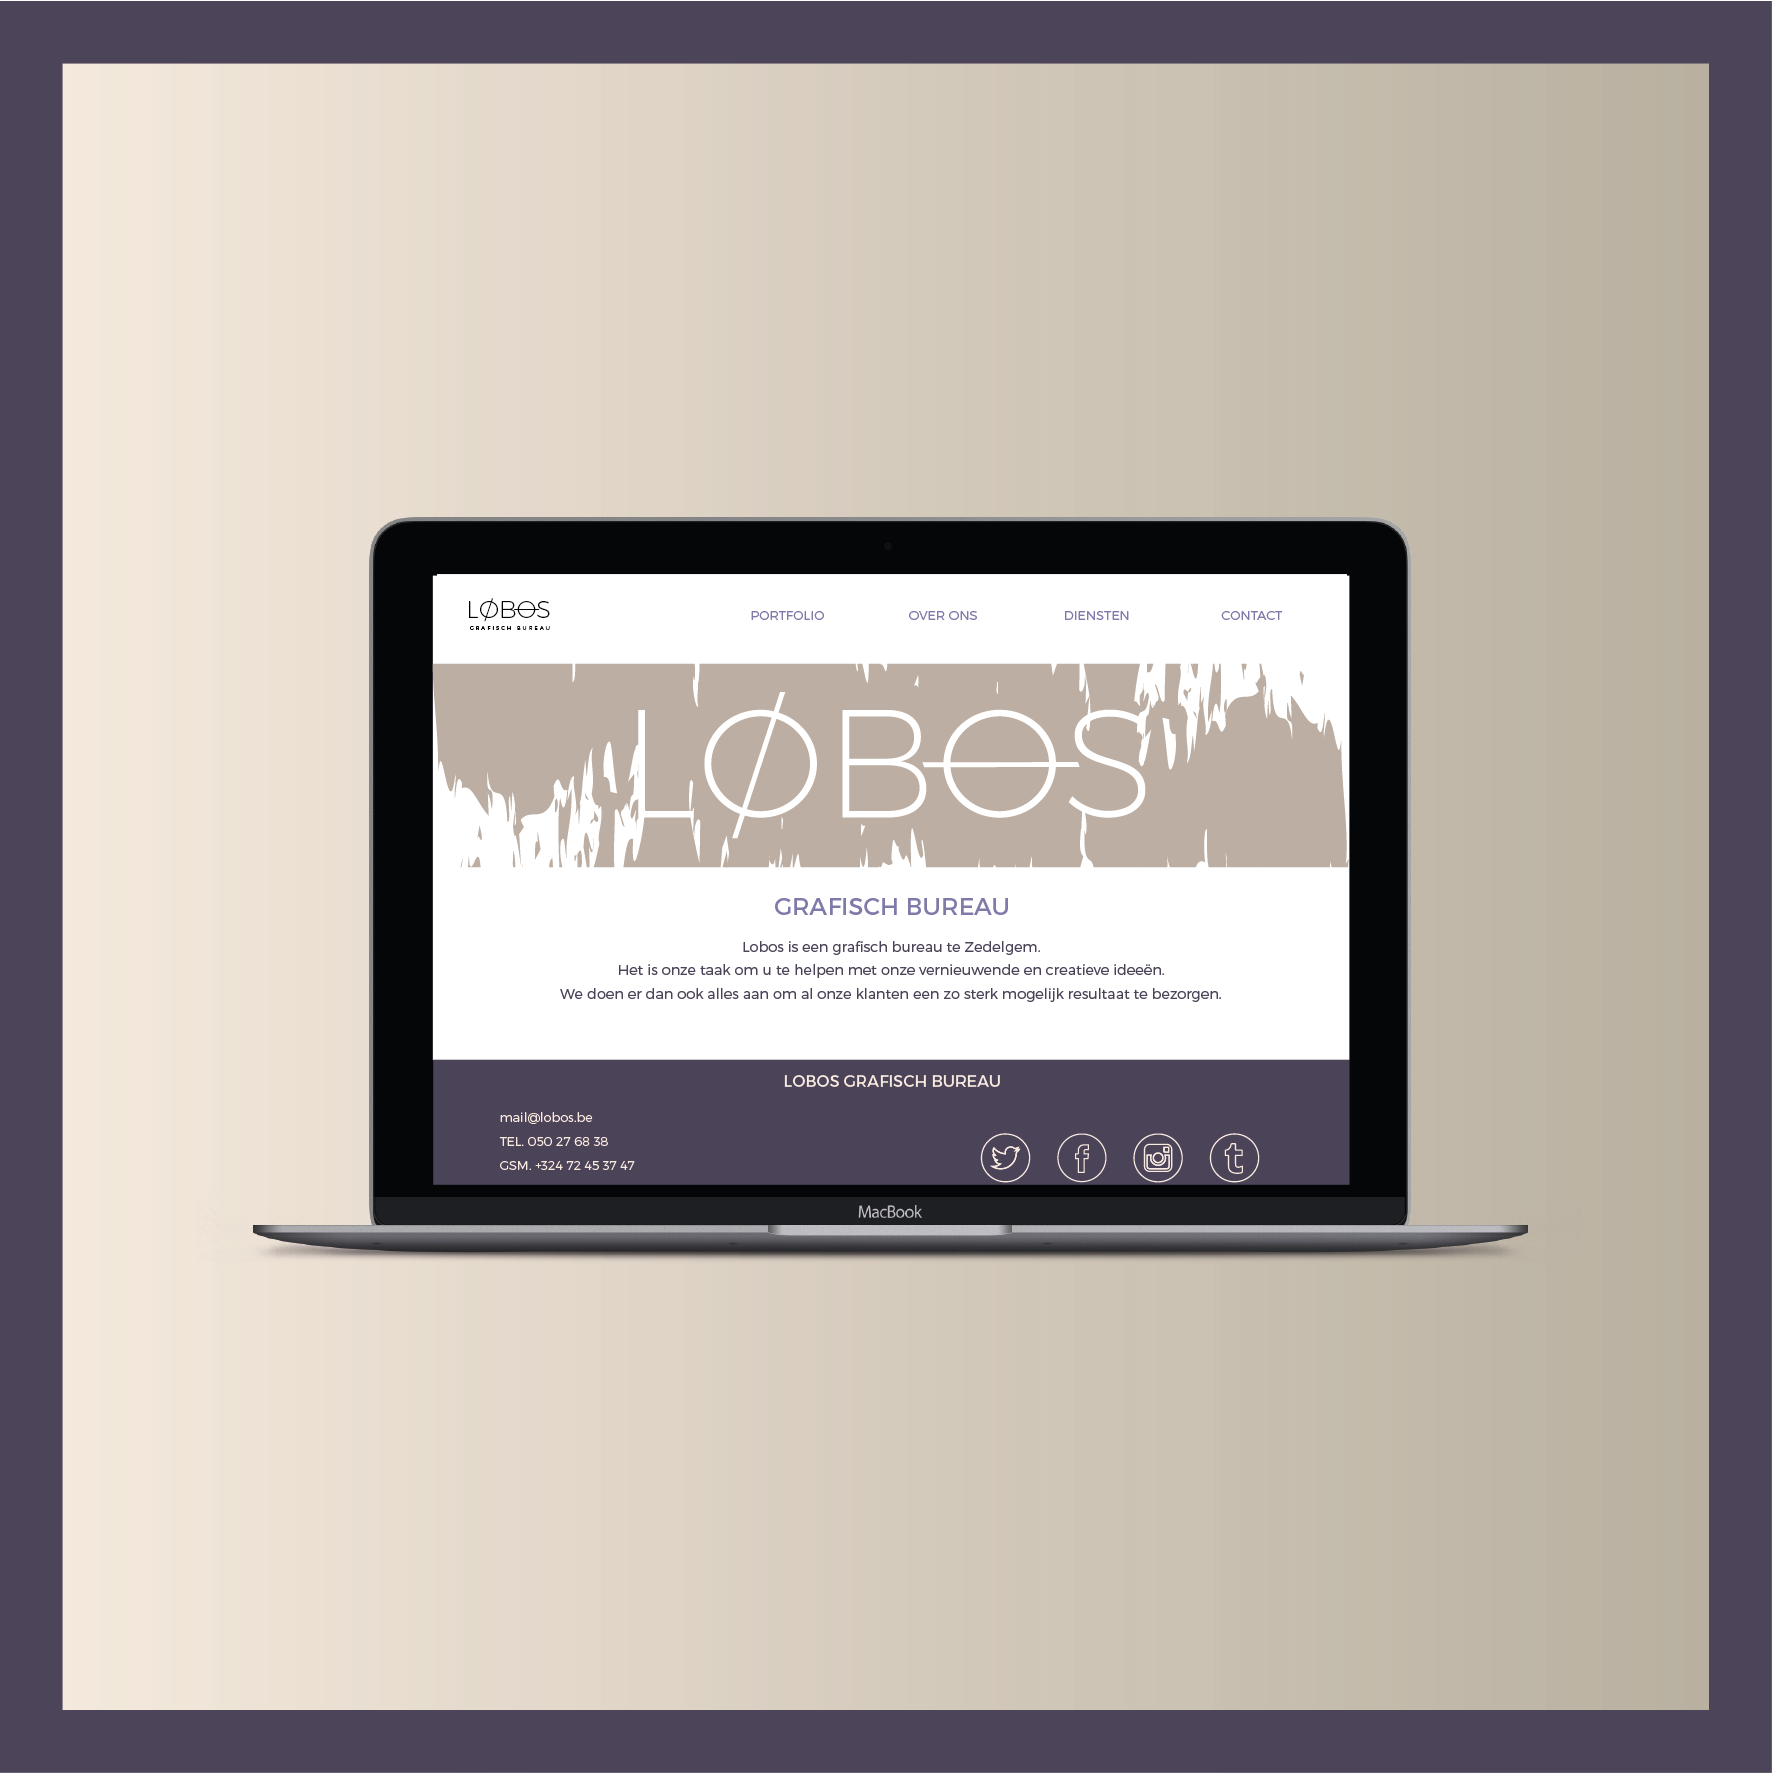 LØBOS
GRAFISCH BUREAU
PORTFOLIO
OVER ONS
DIENSTEN
CONTACT
LØBOS
GRAFISCH BUREAU
Lobos is een grafisch bureau te Zedelgem.
Het is onze taak om u te helpen met onze vernieuwende en creatieve ideeën.
We doen er dan ook alles aan om al onze klanten een zo sterk mogelijk resultaat te bezorgen.
LOBOS GRAFISCH BUREAU
mail@lobos.be
TEL. 050 27 68 38
GSM. +324 72 45 37 47
MacBook